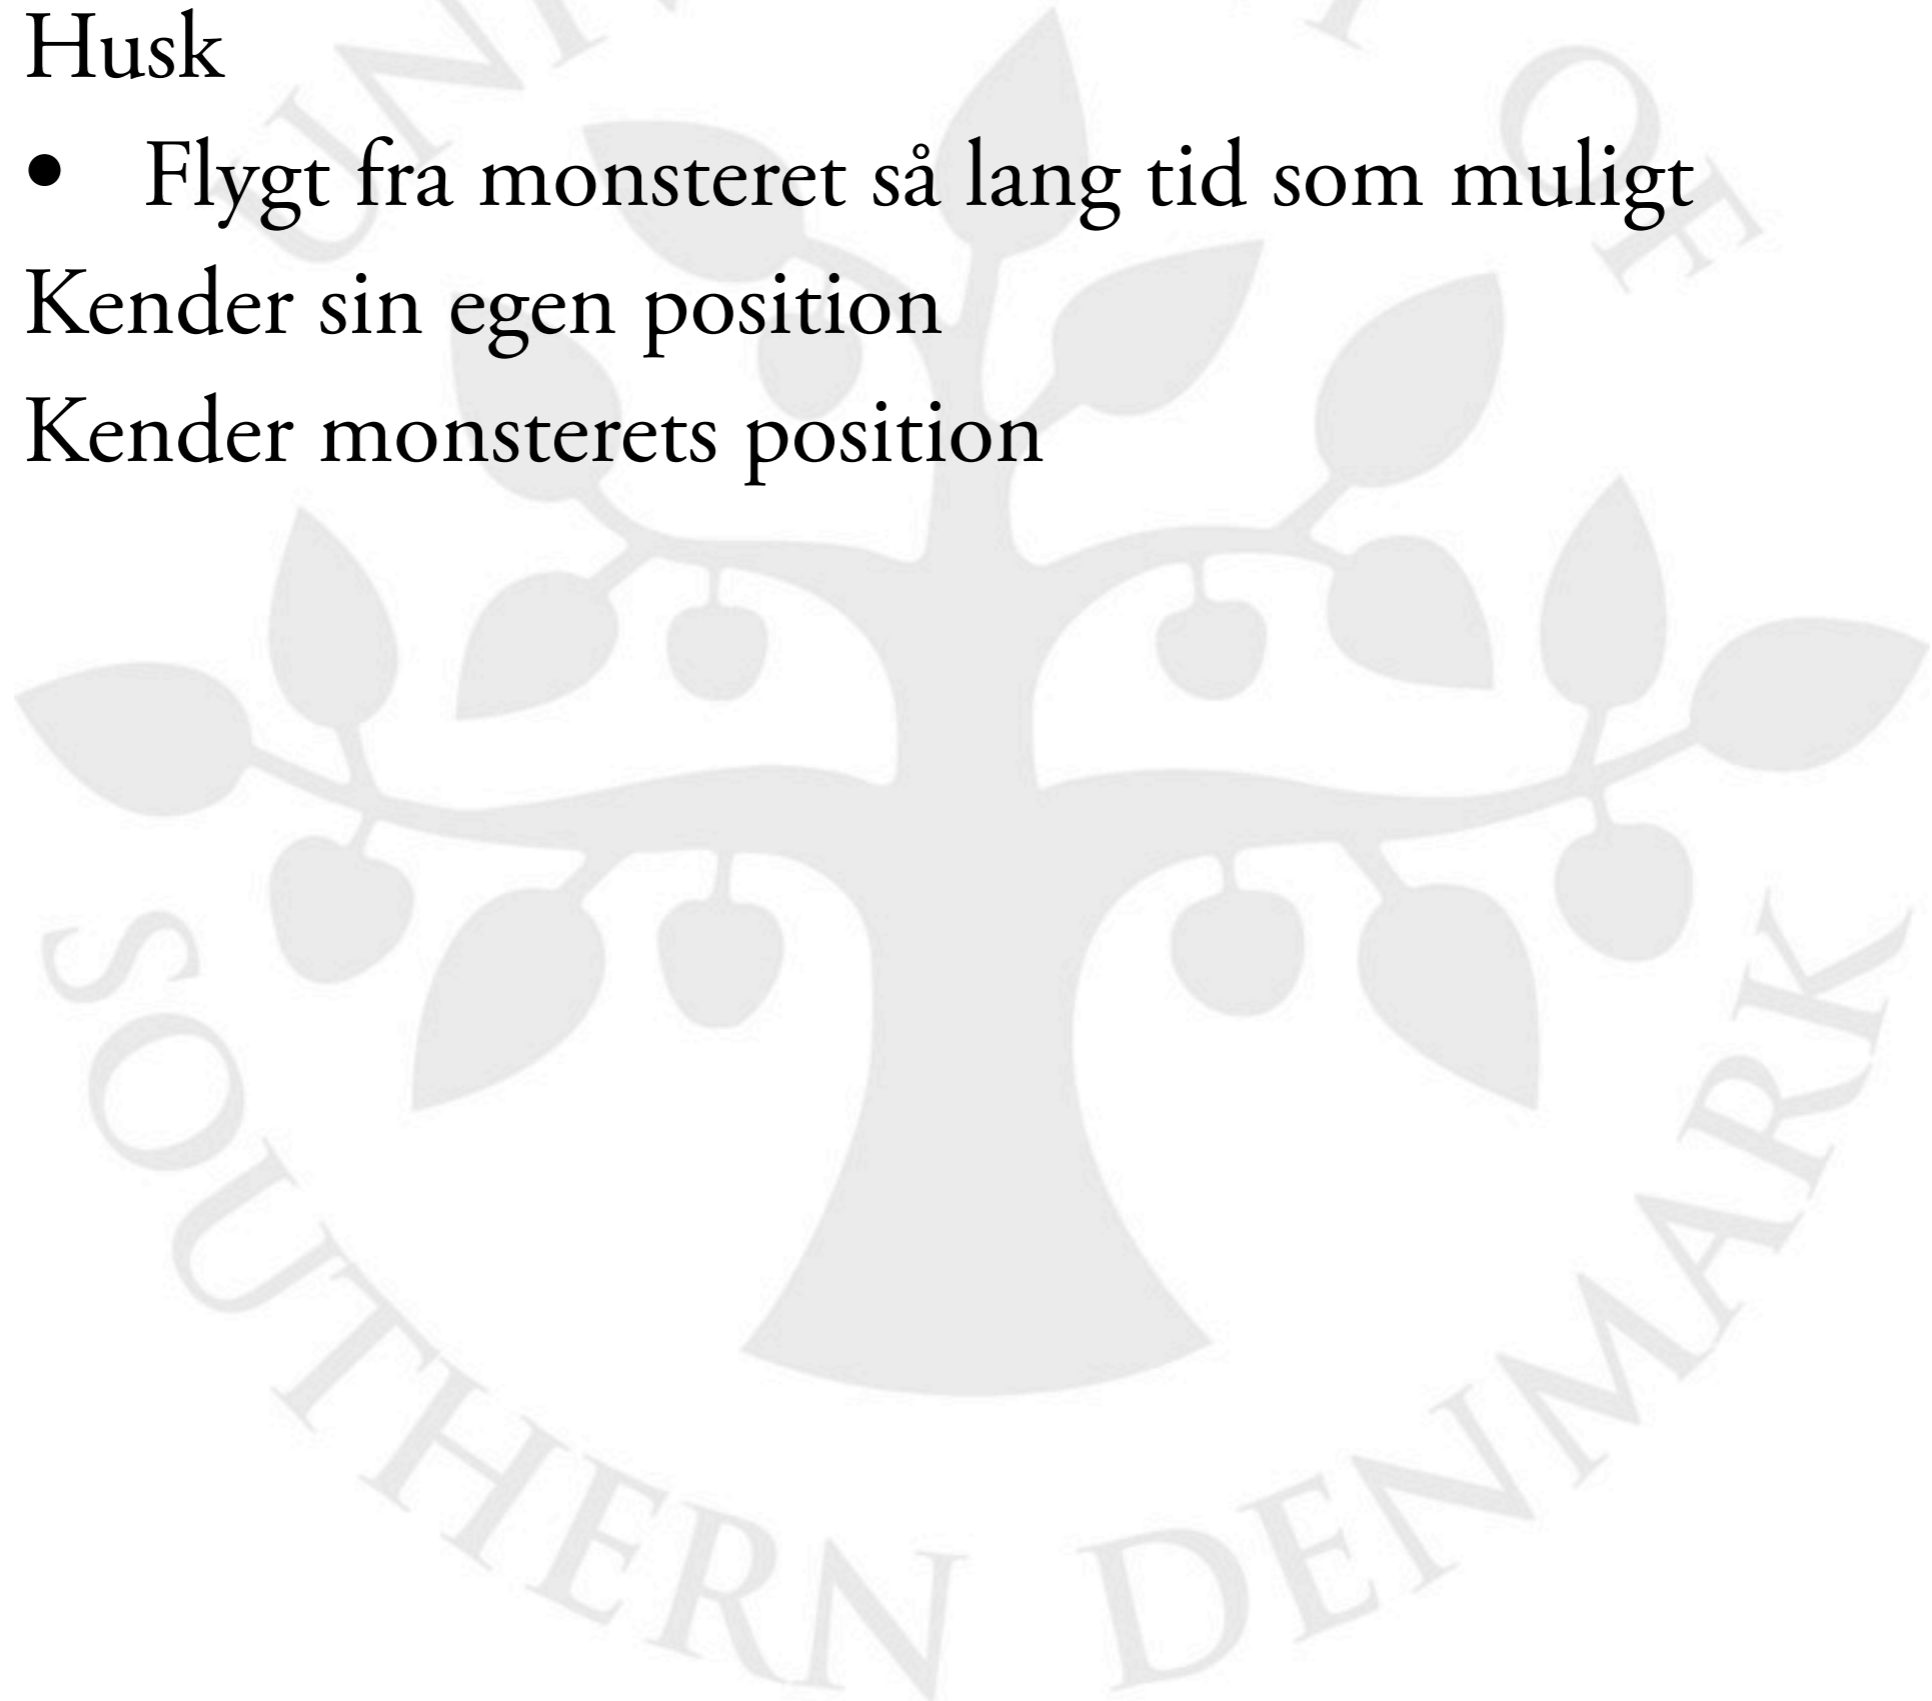 Husk
• Flygt fra monsteret så lang tid som muligt
Kender sin egen position
Kender monsterets position
OF
SOUTHERN DENMARK